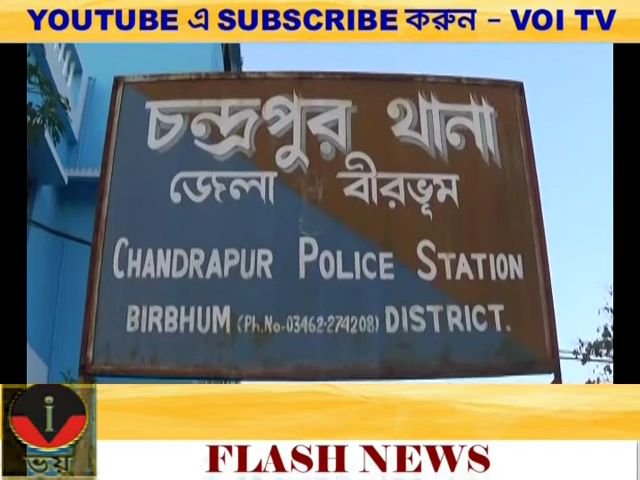 YOUTUBE এ SUBSCRIBE করুন – VOI TV
চন্দ্রপুর থানা
জেলা বীরভূম
CHANDRAPUR POLICE STATION
BIRBHUM (Ph.No-03462-274208) DISTRICT.
i
ভয়
FLASH NEWS